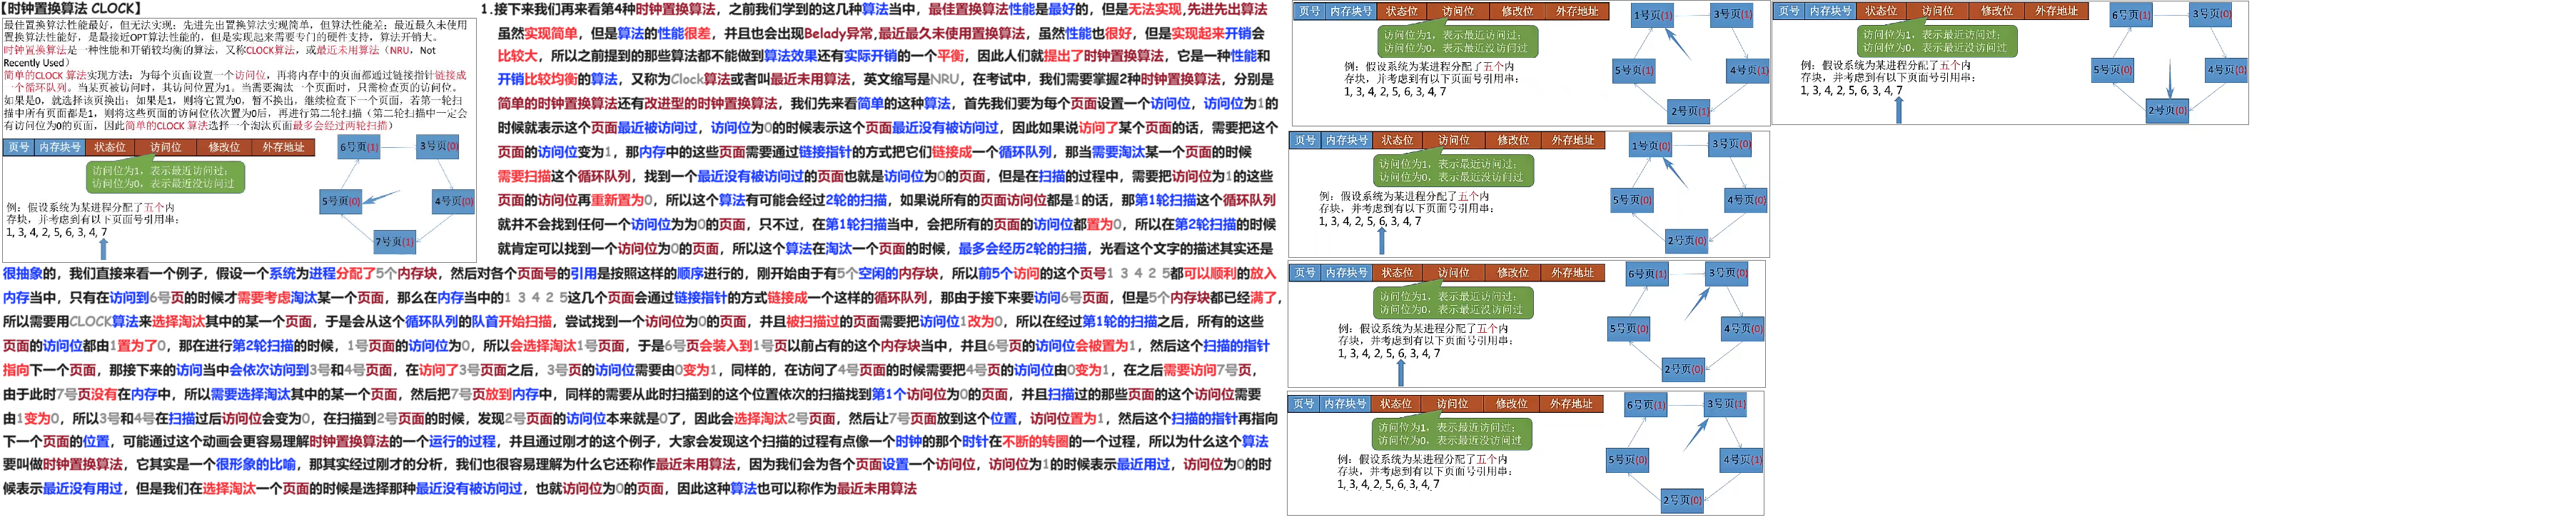 【时钟置换算法 CLOCK】
最佳置换算法性能最好，但无法实现；先进先出置换算法实现简单，但算法性能差；最近最久未使用
置换算法性能好，是最接近OPT算法性能的，但是实现起来需要专门的硬件支持，算法开销大。
时钟置换算法是一种性能和开销较均衡的算法，又称CLOCK算法，或最近未用算法（NRU，Not
Recently Used）
简单的CLOCK 算法实现方法：为每个页面设置一个访问位，再将内存中的页面都通过链接指针链接成
一个循环队列。当某页被访问时，其访问位置为1。当需要淘汰一个页面时，只需检查页的访问位。
如果是0，就选择该页换出；如果是1，则将它置为0，暂不换出，继续检查下一个页面，若第一轮扫
描中所有页面都是1，则将这些页面的访问位依次置为0后，再进行第二轮扫描（第二轮扫描中一定会
有访问位为0的页面，因此简单的CLOCK 算法选择一个淘汰页面最多会经过两轮扫描）
页号 内存块号 状态位 访问位 修改位 外存地址
访问位为1，表示最近访问过；
访问位为0，表示最近没访问过
例：假设系统为某进程分配了五个内
存块，并考虑到有以下页面号引用串：
1, 3, 4, 2, 5, 6, 3, 4, 7
6号页(1) 3号页(0)
5号页(0) 4号页(0)
7号页(1)
1.接下来我们再来看第4种时钟置换算法，之前我们学到的这几种算法当中，最佳置换算法性能是最好的，但是无法实现,先进先出算法
虽然实现简单，但是算法的性能很差，并且也会出现Belady异常,最近最久未使用置换算法，虽然性能也很好，但是实现起来开销会
比较大，所以之前提到的那些算法都不能做到算法效果还有实际开销的一个平衡，因此人们就提出了时钟置换算法，它是一种性能和
开销比较均衡的算法，又称为Clock算法或者叫最近未用算法，英文缩写是NRU，在考试中，我们需要掌握2种时钟置换算法，分别是
简单的时钟置换算法还有改进型的时钟置换算法，我们先来看简单的这种算法，首先我们要为每个页面设置一个访问位，访问位为1的
时候就表示这个页面最近被访问过，访问位为0的时候表示这个页面最近没有被访问过，因此如果说访问了某个页面的话，需要把这个
页面的访问位变为1，那内存中的这些页面需要通过链接指针的方式把它们链接成一个循环队列，那当需要淘汰某一个页面的时候
需要扫描这个循环队列，找到一个最近没有被访问过的页面也就是访问位为0的页面，但是在扫描的过程中，需要把访问位为1的这些
页面的访问位再重新置为0，所以这个算法有可能会经过2轮的扫描，如果说所有的页面访问位都是1的话，那第1轮扫描这个循环队列
就并不会找到任何一个访问位为为0的页面，只不过，在第1轮扫描当中，会把所有的页面的访问位都置为0，所以在第2轮扫描的时候
就肯定可以找到一个访问位为0的页面，所以这个算法在淘汰一个页面的时候，最多会经历2轮的扫描，光看这个文字的描述其实还是
很抽象的，我们直接来看一个例子，假设一个系统为进程分配了5个内存块，然后对各个页面号的引用是按照这样的顺序进行的，刚开始由于有5个空闲的内存块，所以前5个访问的这个页号1 3 4 2 5都可以顺利的放入
内存当中，只有在访问到6号页的时候才需要考虑淘汰某一个页面，那么在内存当中的1 3 4 2 5这几个页面会通过链接指针的方式链接成一个这样的循环队列，那由于接下来要访问6号页面，但是5个内存块都已经满了，
所以需要用CLOCK算法来选择淘汰其中的某一个页面，于是会从这个循环队列的队首开始扫描，尝试找到一个访问位为0的页面，并且被扫描过的页面需要把访问位1改为0，所以在经过第1轮的扫描之后，所有的这些
页面的访问位都由1置为了0，那在进行第2轮扫描的时候，1号页面的访问位为0，所以会选择淘汰1号页面，于是6号页会装入到1号页以前占有的这个内存块当中，并且6号页的访问位会被置为1，然后这个扫描的指针
指向下一个页面，那接下来的访问当中会依次访问到3号和4号页面，在访问了3号页面之后，3号页的访问位需要由0变为1，同样的，在访问了4号页面的时候需要把4号页的访问位由0变为1，在之后需要访问7号页，
由于此时7号页没有在内存中，所以需要选择淘汰其中的某一个页面，然后把7号页放到内存中，同样的需要从此时扫描到的这个位置依次的扫描找到第1个访问位为0的页面，并且扫描过的那些页面的这个访问位需要
由1变为0，所以3号和4号在扫描过后访问位会变为0，在扫描到2号页面的时候，发现2号页面的访问位本来就是0了，因此会选择淘汰2号页面，然后让7号页面放到这个位置，访问位置为1，然后这个扫描的指针再指向
下一个页面的位置，可能通过这个动画会更容易理解时钟置换算法的一个运行的过程，并且通过刚才的这个例子，大家会发现这个扫描的过程有点像一个时钟的那个时针在不断的转圈的一个过程，所以为什么这个算法
要叫做时钟置换算法，它其实是一个很形象的比喻，那其实经过刚才的分析，我们也很容易理解为什么它还称作最近未用算法，因为我们会为各个页面设置一个访问位，访问位为1的时候表示最近用过，访问位为0的时
候表示最近没有用过，但是我们在选择淘汰一个页面的时候是选择那种最近没有被访问过，也就访问位为0的页面，因此这种算法也可以称作为最近未用算法
页号 内存块号 状态位 访问位 修改位 外存地址
访问位为1，表示最近访问过；
访问位为0，表示最近没访问过
例：假设系统为某进程分配了五个内
存块，并考虑到有以下页面号引用串：
1, 3, 4, 2, 5, 6, 3, 4, 7
1号页(1) 3号页(1)
5号页(1) 4号页(1)
2号页(1)
页号 内存块号 状态位 访问位 修改位 外存地址
访问位为1，表示最近访问过；
访问位为0，表示最近没访问过
例：假设系统为某进程分配了五个内
存块，并考虑到有以下页面号引用串：
1, 3, 4, 2, 5, 6, 3, 4, 7
6号页(1) 3号页(0)
5号页(0) 4号页(0)
2号页(0)
页号 内存块号 状态位 访问位 修改位 外存地址
访问位为1，表示最近访问过；
访问位为0，表示最近没访问过
例：假设系统为某进程分配了五个内
存块，并考虑到有以下页面号引用串：
1, 3, 4, 2, 5, 6, 3, 4, 7
1号页(0) 3号页(0)
5号页(0) 4号页(0)
2号页(0)
页号 内存块号 状态位 访问位 修改位 外存地址
访问位为1，表示最近访问过；
访问位为0，表示最近没访问过
例：假设系统为某进程分配了五个内
存块，并考虑到有以下页面号引用串：
1, 3, 4, 2, 5, 6, 3, 4, 7
6号页(1) 3号页(0)
5号页(0) 4号页(0)
2号页(0)
页号 内存块号 状态位 访问位 修改位 外存地址
访问位为1，表示最近访问过；
访问位为0，表示最近没访问过
例：假设系统为某进程分配了五个内
存块，并考虑到有以下页面号引用串：
1, 3, 4, 2, 5, 6, 3, 4, 7
6号页(1) 3号页(1)
5号页(0) 4号页(1)
2号页(0)